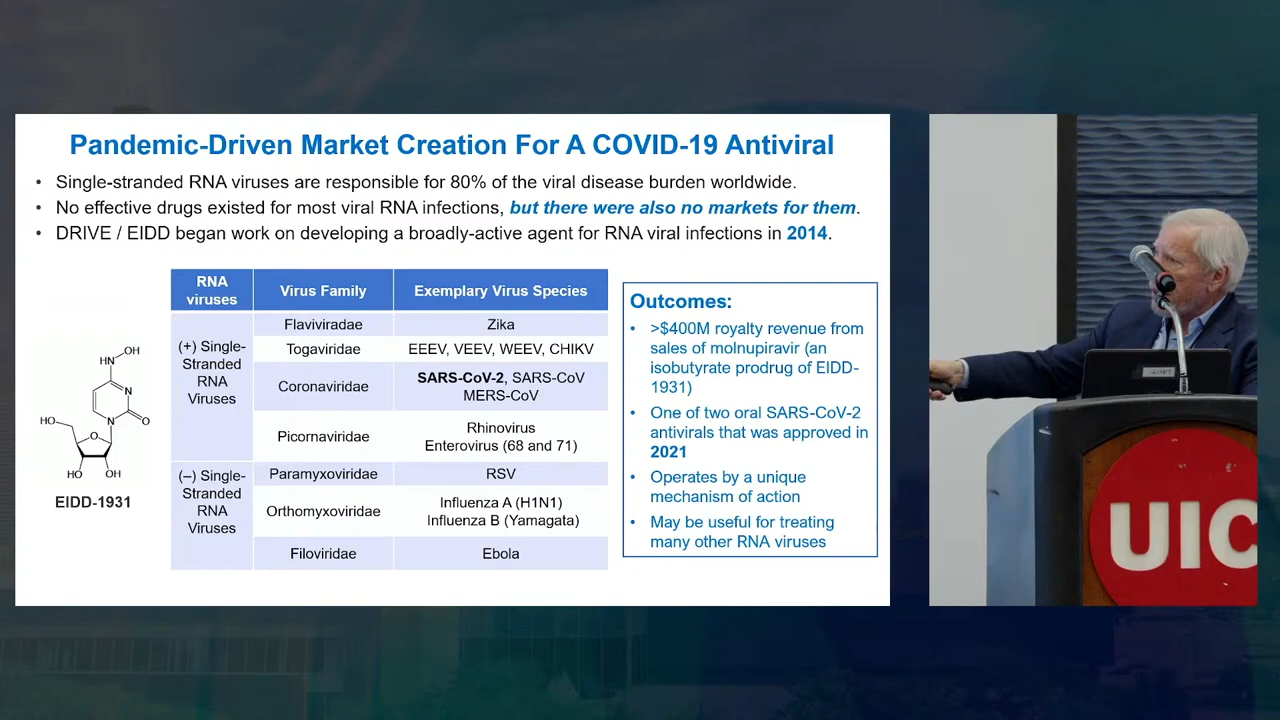 Pandemic-Driven Market Creation For A COVID-19 Antiviral
• Single-stranded RNA viruses are responsible for 80% of the viral disease burden worldwide.
• No effective drugs existed for most viral RNA infections, but there were also no markets for them.
• DRIVE / EIDD began work on developing a broadly-active agent for RNA viral infections in 2014.
OH
HN
N
N
O
HO
O
HO
OH
EIDD-1931
RNA
viruses
Virus Family
Exemplary Virus Species
(+) Single-
Stranded
RNA
Viruses
Flaviviradae
Zika
Togaviridae
EEEV, VEEV, WEEV, CHIKV
Coronaviridae
SARS-CoV-2, SARS-CoV
MERS-CoV
Picornaviridae
Rhinovirus
Enterovirus (68 and 71)
(–) Single-
Stranded
RNA
Viruses
Paramyxoviridae
RSV
Orthomyxoviridae
Influenza A (H1N1)
Influenza B (Yamagata)
Filoviridae
Ebola
Outcomes:
• >$400M royalty revenue from
sales of molnupiravir (an
isobutyrate prodrug of EIDD-
1931)
• One of two oral SARS-CoV-2
antivirals that was approved in
2021
• Operates by a unique
mechanism of action
• May be useful for treating
many other RNA viruses
UIC